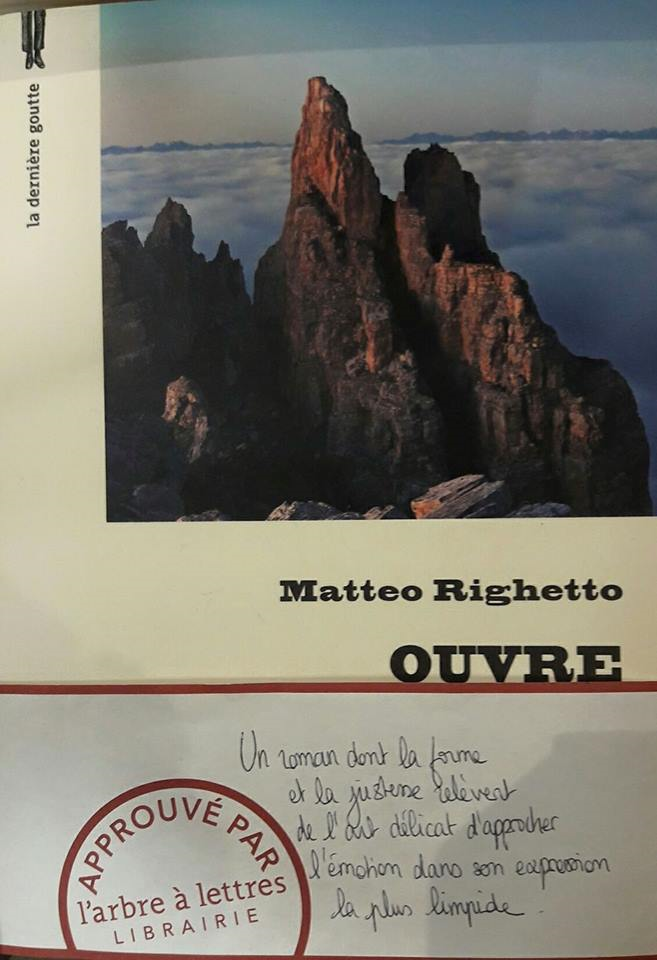 la dernière goutte
Matteo Righetto
OUVRE
Un roman dont la forme
et la justesse relèvent
de l'art délicat d'approcher
l'émotion dans son expression
la plus limpide.
APPROUVÉ PAR
l'arbre à lettres
LIBRAIRIE